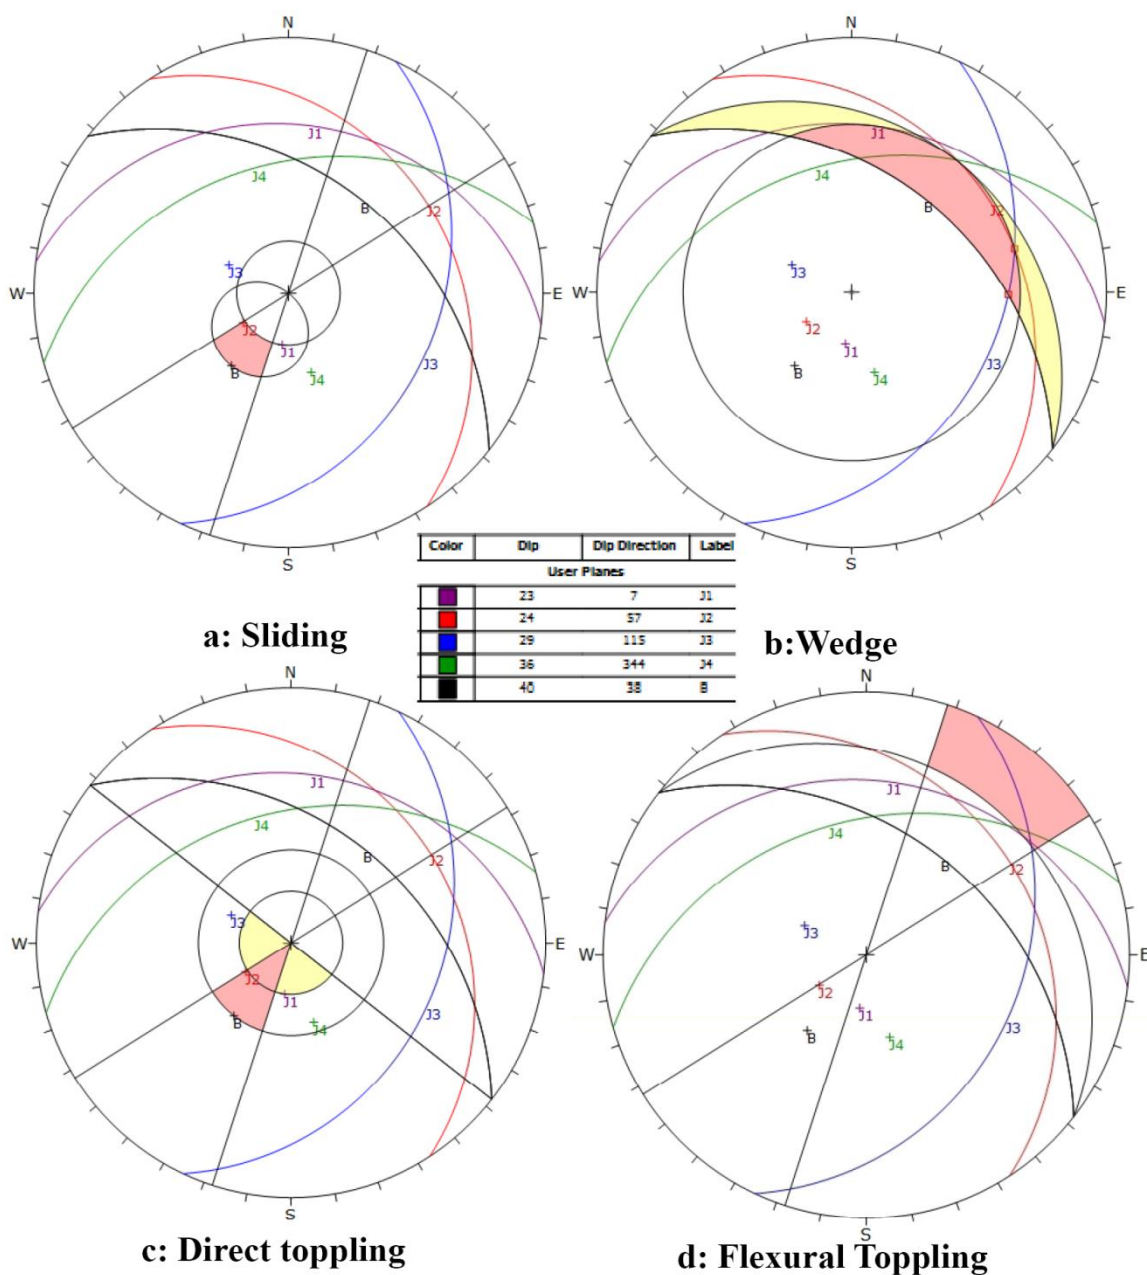 N
J1
J4
B
J2
J3
J2
J1
B
J4
J3
W
E
S
N
J1
J4
J2
B
J3
J2
J1
B
J4
J3
W
E
S
Color Dip Dip Direction Label
User Planes
23 7 J1
24 57 J2
29 115 J3
36 344 J4
40 38 B
a: Sliding
b:Wedge
N
J1
J4
B
J2
J3
J2
J1
B
J4
J3
W
E
S
N
J1
J4
B
J2
J3
J2
J1
B
J4
J3
W
E
S
c: Direct toppling
d: Flexural Toppling